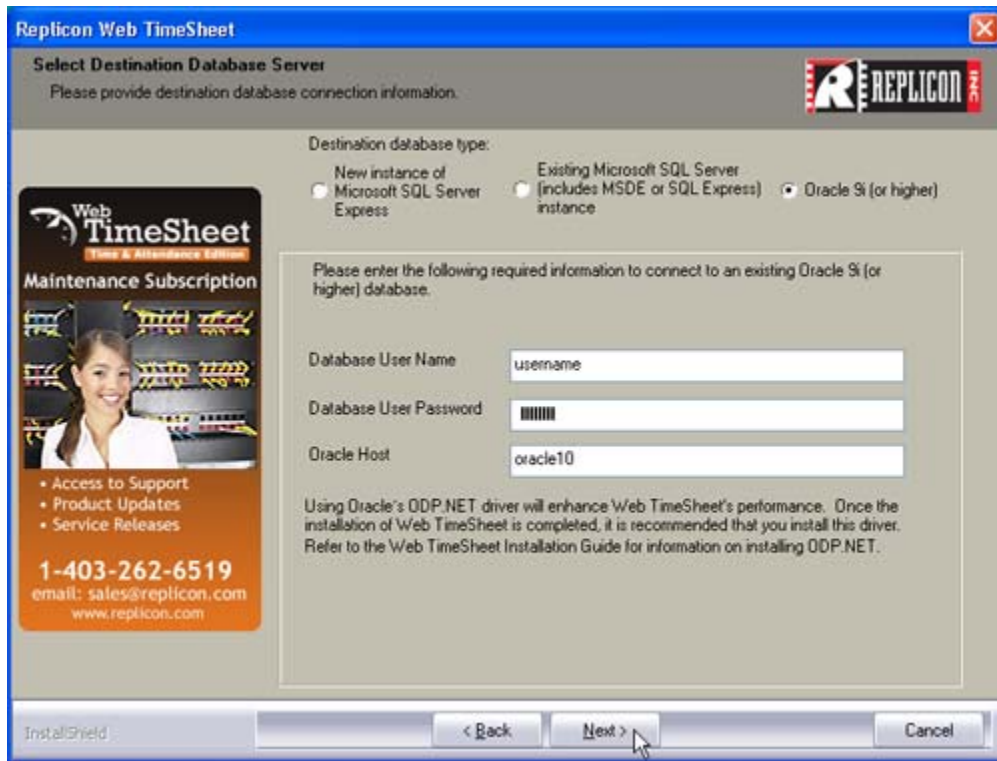 Replicon Web TimeSheet
Select Destination Database Server
Please provide destination database connection information.
R REPLICON INC
Destination database type:
New instance of
Microsoft SQL Server
Express
Existing Microsoft SQL Server
(includes MSDE or SQL Express)
instance
Oracle 9i (or higher)
Web
TimeSheet
Time & Attendance Edition
Maintenance Subscription
• Access to Support
• Product Updates
• Service Releases
1-403-262-6519
email: sales@replicon.com
www.replicon.com
Please enter the following required information to connect to an existing Oracle 9i (or
higher) database.
Database User Name
username
Database User Password
Oracle Host
oracle10
Using Oracle's ODP.NET driver will enhance Web TimeSheet's performance. Once the
installation of Web TimeSheet is completed, it is recommended that you install this driver.
Refer to the Web TimeSheet Installation Guide for information on installing ODP.NET.
InstallShield
< Back
Next >
Cancel